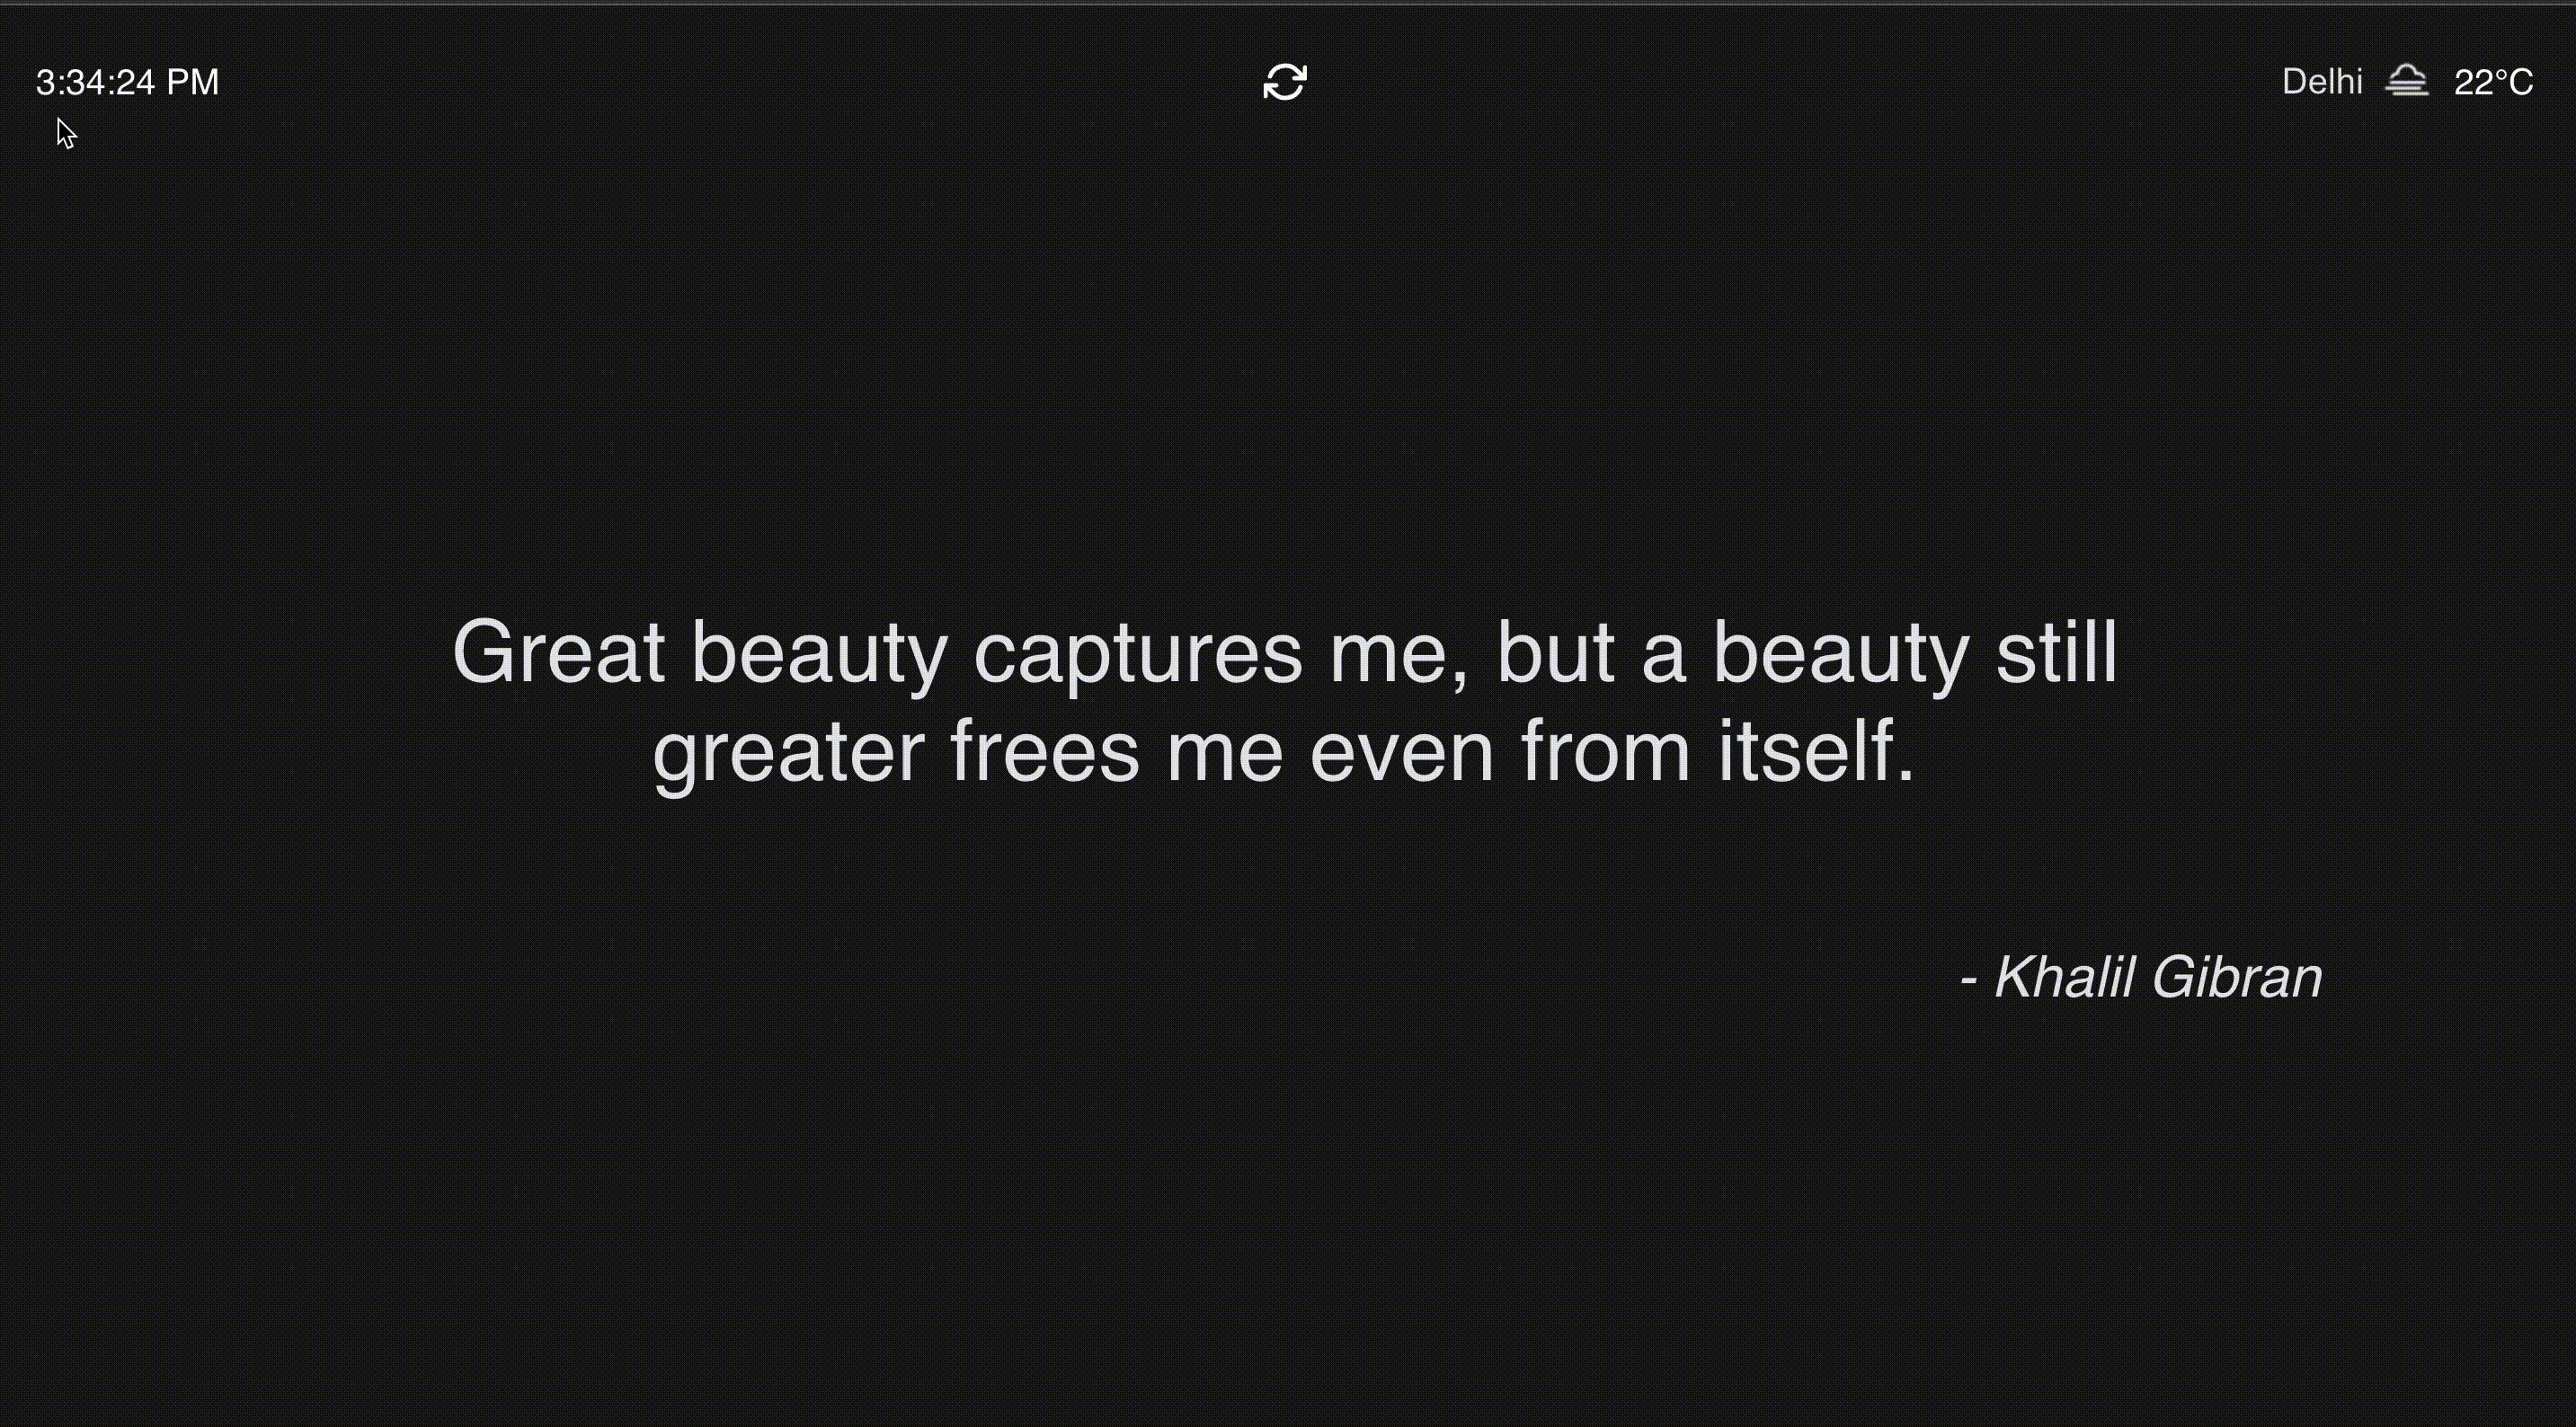 3:34:24 PM
Delhi 22°C
Great beauty captures me, but a beauty still
greater frees me even from itself.
- Khalil Gibran